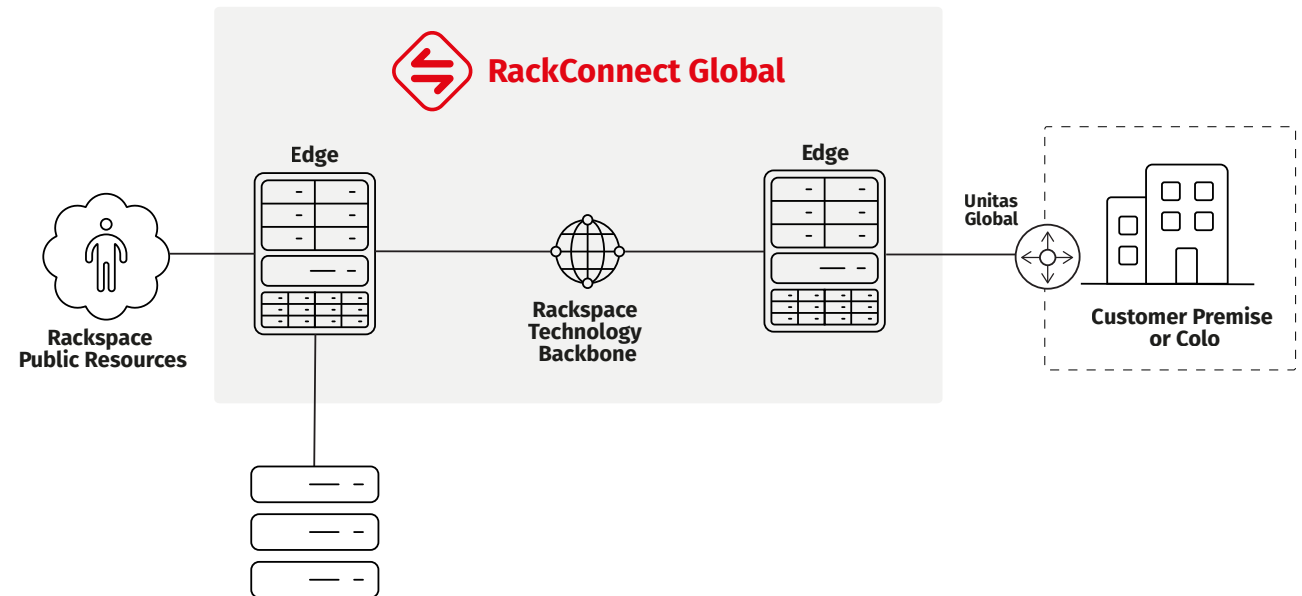 RackConnect Global
Edge
Edge
Unitas
Global
Rackspace
Public Resources
Rackspace
Technology
Backbone
Customer Premise
or Colo